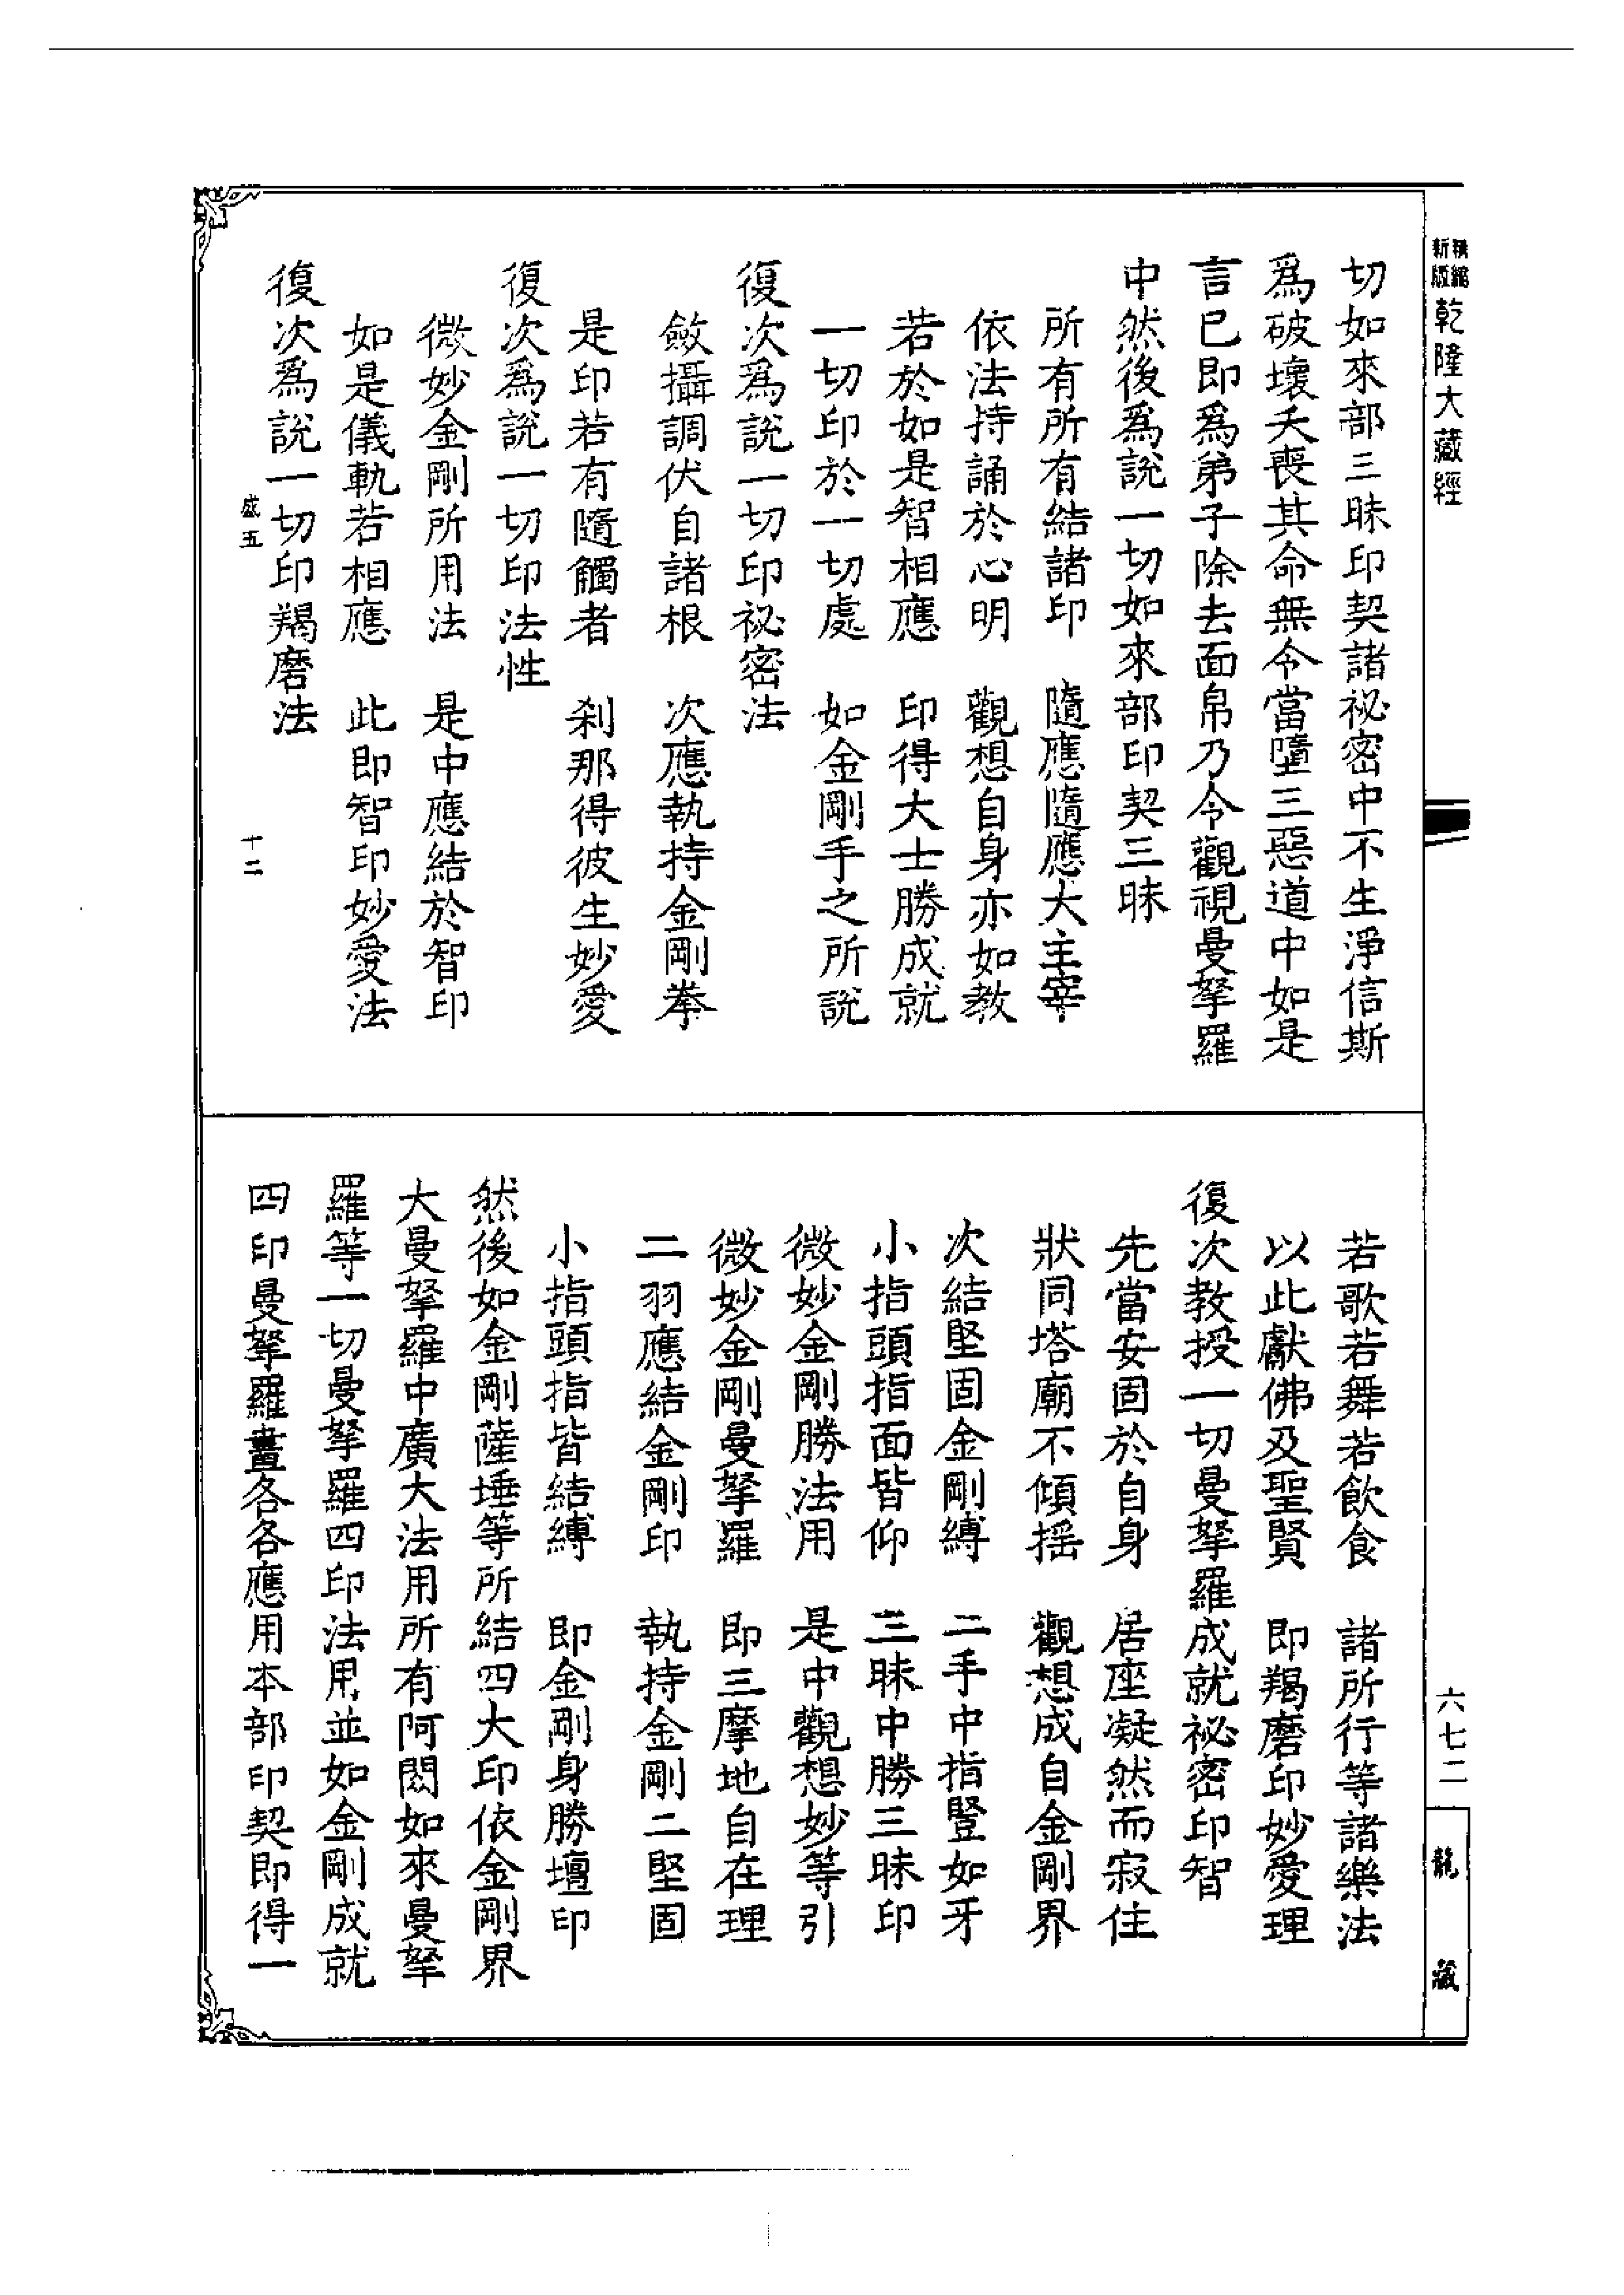 新版精縮乾隆大藏經
切如來部三昧印契諸祕密中不生淨信斯
爲破壞夭喪其命無令當墮三惡道中如是
言已即爲弟子除去面帛乃令觀視曼拏羅
中然後爲説一切如來部印契三昧
所有所有結諸印　隨應隨應大主宰
依法持誦於心明　觀想自身亦如教
若於如是智相應　印得大士勝成就
一切印於一切處　如金剛手之所説
復次爲説一切印祕密法
斂攝調伏自諸根　次應執持金剛拳
是印若有隨觸者　刹那得彼生妙愛
復次爲説一切印法性
微妙金剛所用法　是中應結於智印
如是儀軌若相應　此即智印妙愛法
復次爲説一切印羯磨法
盛五　十二
若歌若舞若飲食　諸所行等諸樂法
以此獻佛及聖賢　即羯磨印妙愛理
復次教授一切曼拏羅成就祕密印智
先當安固於自身　居座凝然而寂住
狀同塔廟不傾摇　觀想成自金剛界
次結堅固金剛縛　二手中指豎如牙
小指頭指面皆仰　三昧中勝三昧印
微妙金剛勝法用　是中觀想妙等引
微妙金剛曼拏羅　即三摩地自在理
二羽應結金剛印　執持金剛二堅固
小指頭指皆結縛　即金剛身勝壇印
然後如金剛薩埵等所結四大印依金剛界
大曼拏羅中廣大法用所有阿閦如來曼拏
羅等一切曼拏羅四印法用並如金剛成就
四印曼拏羅畫各各應用本部印契即得一
六七二
龍藏